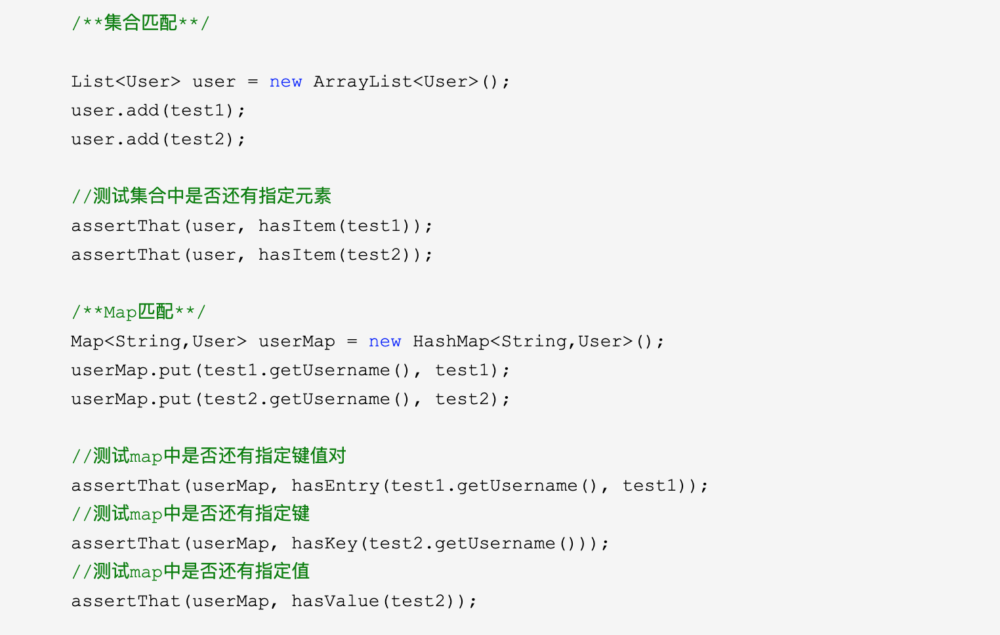 /**集合匹配**/
List<User> user = new ArrayList<User>();
user.add(test1);
user.add(test2);
//测试集合中是否还有指定元素
assertThat(user, hasItem(test1));
assertThat(user, hasItem(test2));
/**Map匹配**/
Map<String,User> userMap = new HashMap<String,User>();
userMap.put(test1.getUsername(), test1);
userMap.put(test2.getUsername(), test2);
//测试map中是否还有指定键值对
assertThat(userMap, hasEntry(test1.getUsername(), test1));
//测试map中是否还有指定键
assertThat(userMap, hasKey(test2.getUsername()));
//测试map中是否还有指定值
assertThat(userMap, hasValue(test2));